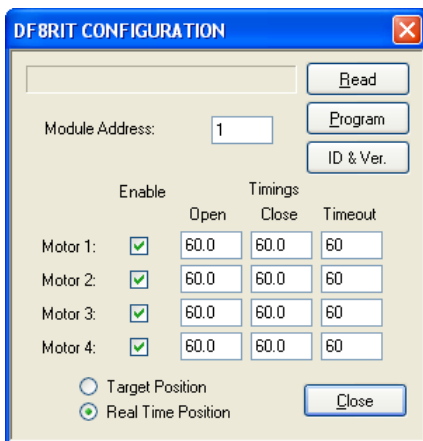 DF8RIT CONFIGURATION
Read
Module Address: 1
Program
ID & Ver.
Enable Timings
Open Close Timeout
Motor 1: 60.0 60.0 60
Motor 2: 60.0 60.0 60
Motor 3: 60.0 60.0 60
Motor 4: 60.0 60.0 60
Target Position
Real Time Position
Close